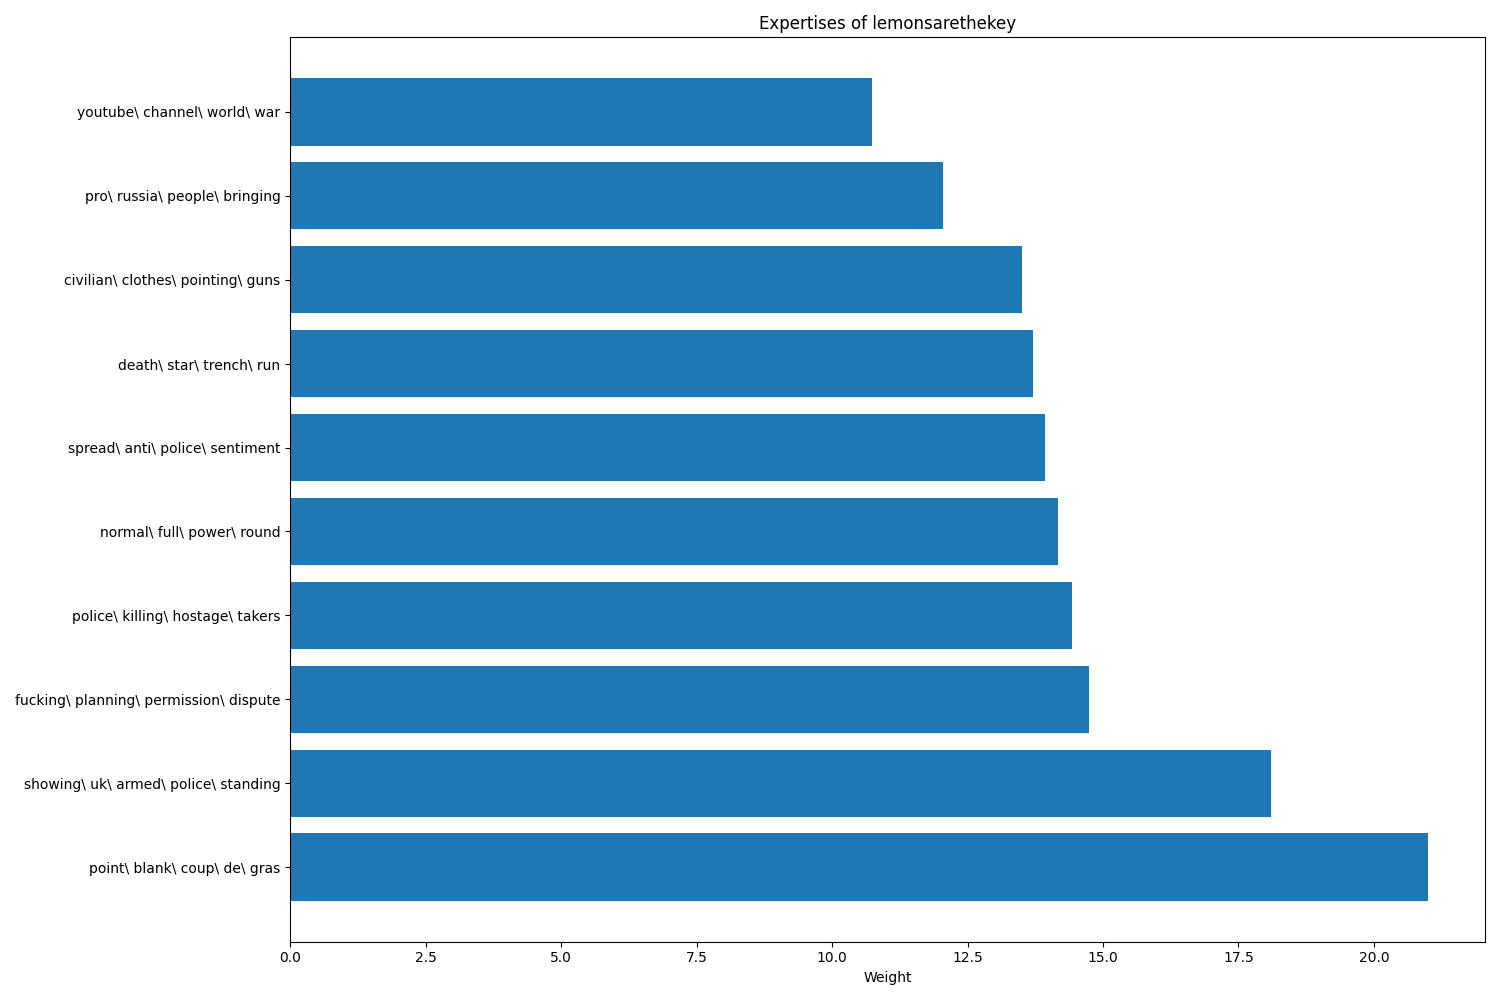 Expertises of lemonsarethekey
youtube\ channel\ world\ war
pro\ russia\ people\ bringing
civilian\ clothes\ pointing\ guns
death\ star\ trench\ run
spread\ anti\ police\ sentiment
normal\ full\ power\ round
police\ killing\ hostage\ takers
fucking\ planning\ permission\ dispute
showing\ uk\ armed\ police\ standing
point\ blank\ coup\ de\ gras
0.0 2.5 5.0 7.5 10.0 12.5 15.0 17.5 20.0
Weight